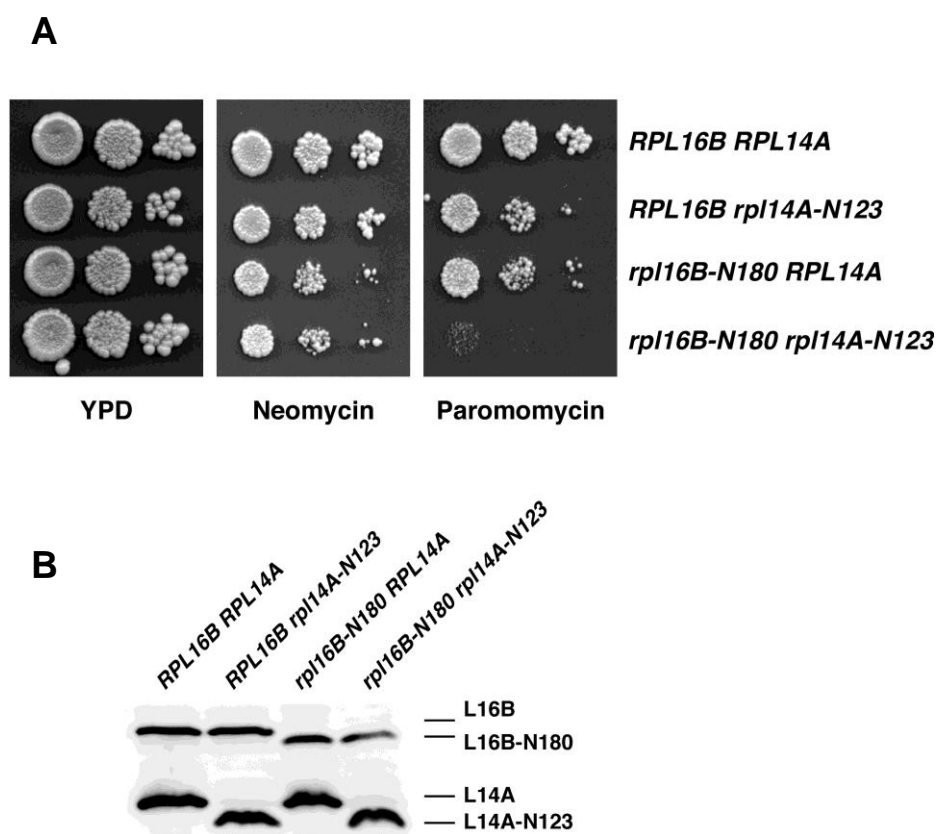 A
RPL16B RPL14A
RPL16B rpl14A-N123
rpl16B-N180 RPL14A
rpl16B-N180 rpl14A-N123
YPD Neomycin Paromomycin
B
RPL16B RPL14A
RPL16B rpl14A-N123
rpl16B-N180 RPL14A
rpl16B-N180 rpl14A-N123
L16B
L16B-N180
L14A
L14A-N123